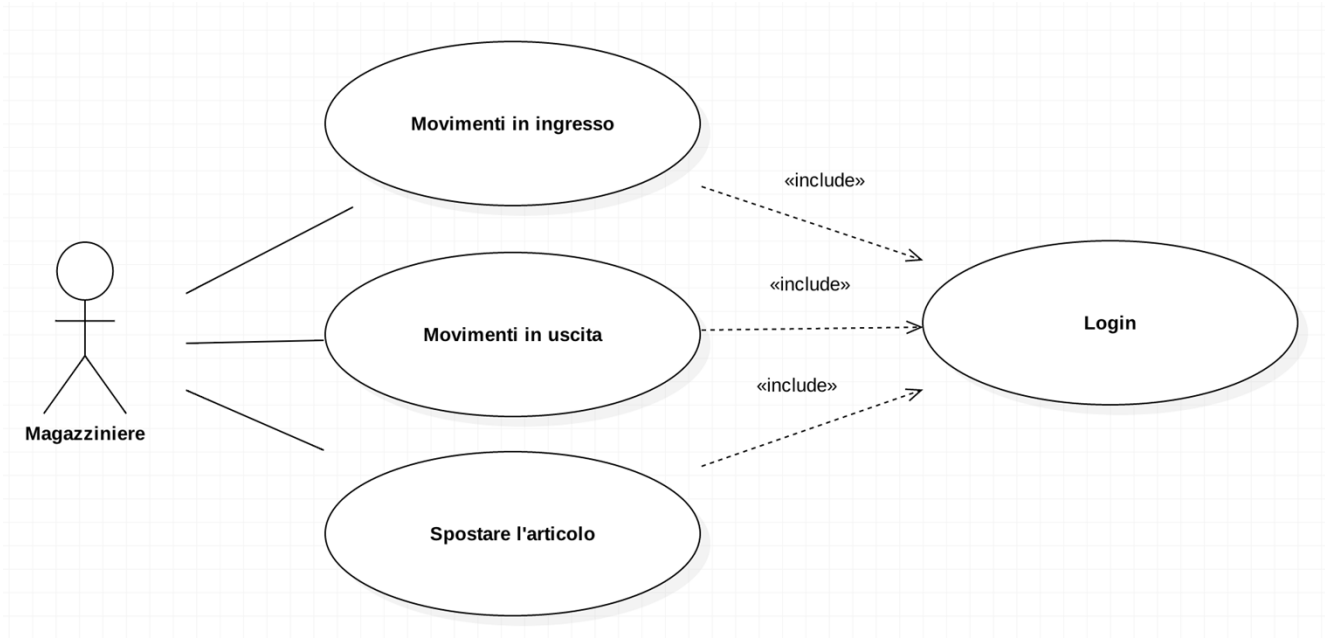 Movimenti in ingresso
«include»
«include»
Login
Movimenti in uscita
«include»
Magazziniere
Spostare l'articolo